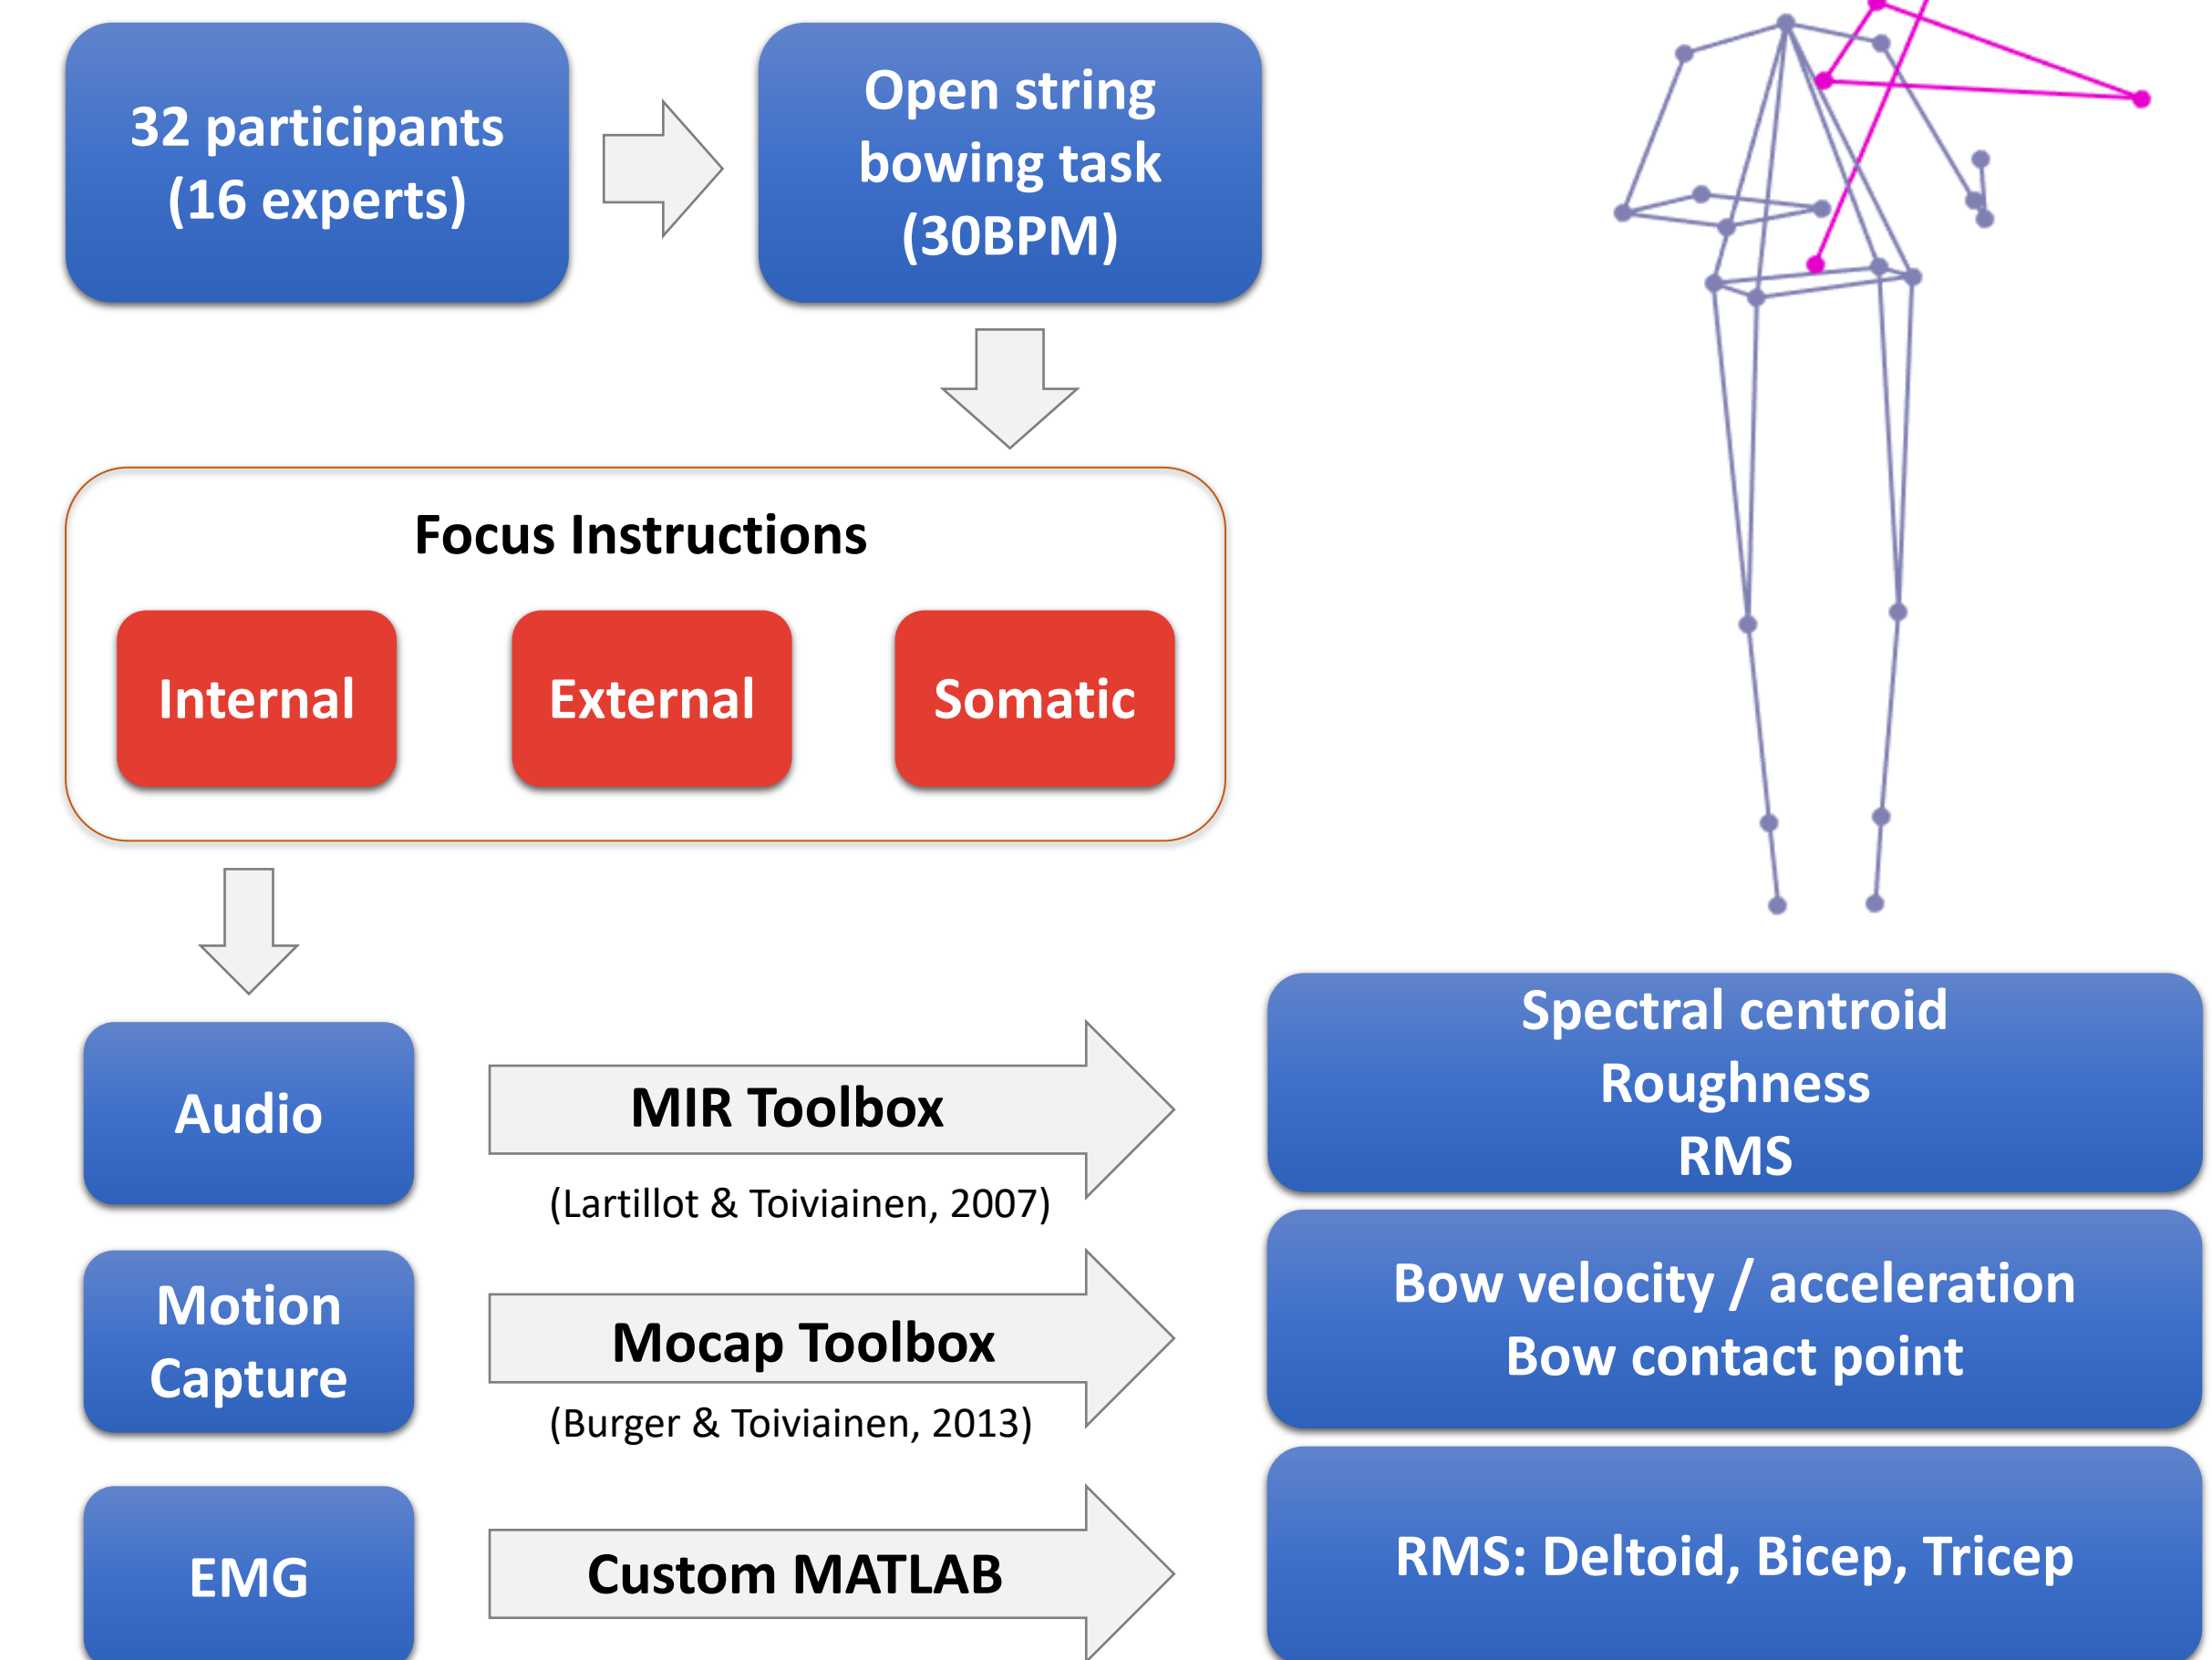 32 participants
(16 experts)
Open string
bowing task
(30BPM)
Focus Instructions
Internal
External
Somatic
Audio
MIR Toolbox
(Lartillot & Toiviainen, 2007)
Spectral centroid
Roughness
RMS
Motion
Capture
Mocap Toolbox
(Burger & Toiviainen, 2013)
Bow velocity / acceleration
Bow contact point
EMG
Custom MATLAB
RMS: Deltoid, Bicep, Tricep